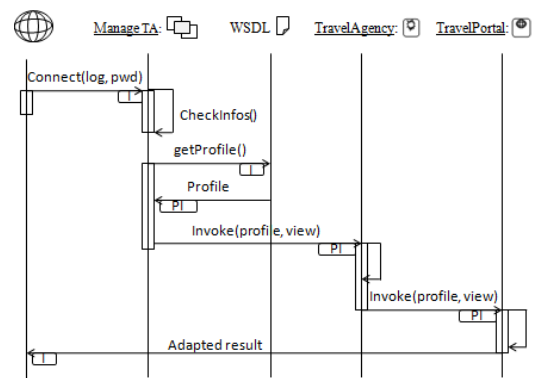 Manage TA: WSDL TravelAgency: TravelPortal:
Connect(log, pwd)
I
CheckInfos()
getProfile()
I
Profile
PI
Invoke(profile, view)
PI
Invoke(profile, view)
PI
Adapted result
I